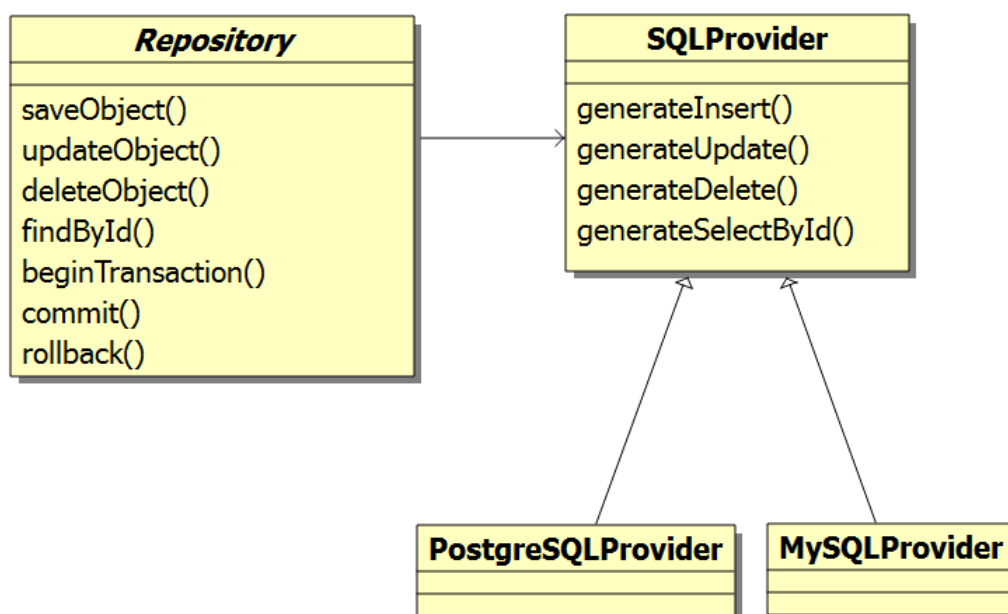 Repository
saveObject()
updateObject()
deleteObject()
findById()
beginTransaction()
commit()
rollback()
SQLProvider
generateInsert()
generateUpdate()
generateDelete()
generateSelectById()
PostgreSQLProvider
MySQLProvider